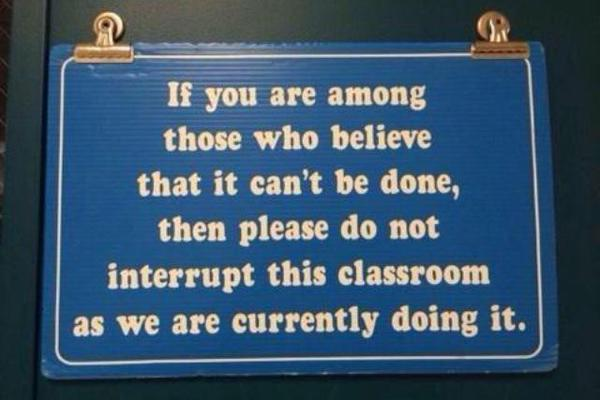 If you are among
those who believe
that it can't be done,
then please do not
interrupt this classroom
as we are currently doing it.